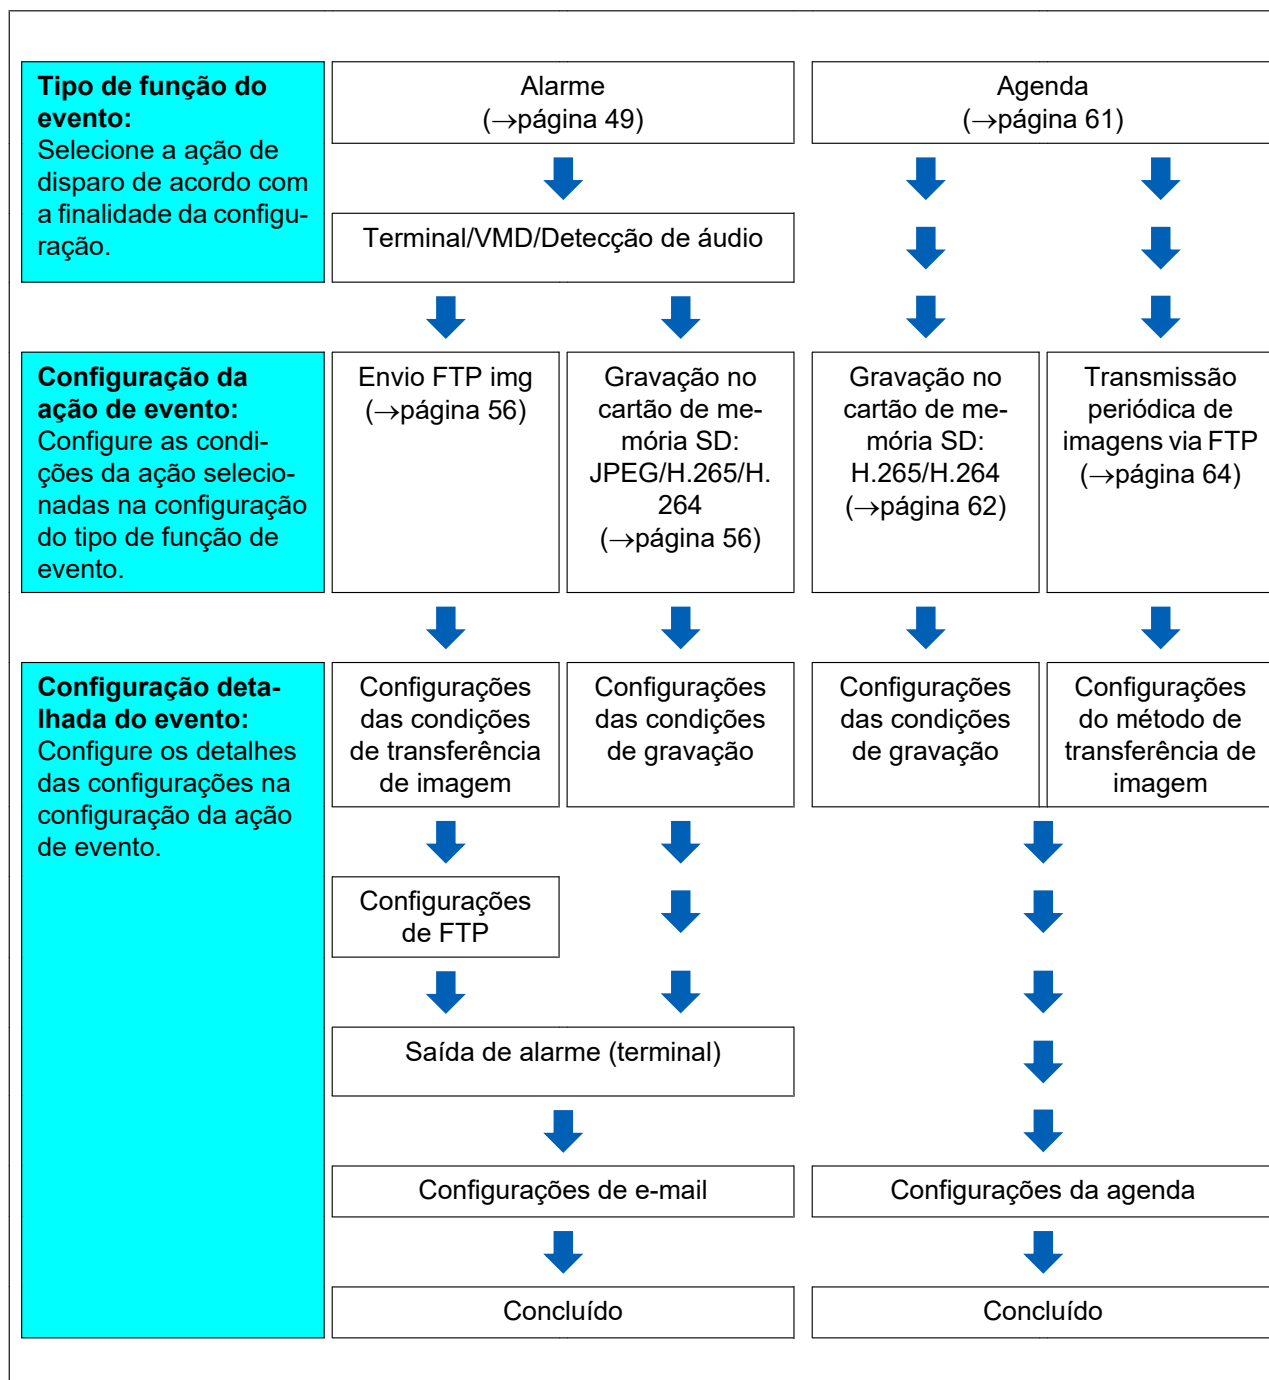 Tipo de função do
evento:
Selecione a ação de
disparo de acordo com
a finalidade da configu-
ração.
Alarme
(→página 49)
Agenda
(→página 61)
Terminal/VMD/Detecção de áudio
Configuração da
ação de evento:
Configure as condi-
ções da ação selecio-
nadas na configuração
do tipo de função de
evento.
Envio FTP img
(→página 56)
Gravação no
cartão de me-
mória SD:
JPEG/H.265/H.
264
(→página 56)
Gravação no
cartão de me-
mória SD:
H.265/H.264
(→página 62)
Transmissão
periódica de
imagens via FTP
(→página 64)
Configuração deta-
lhada do evento:
Configure os detalhes
das configurações na
configuração da ação
de evento.
Configurações
das condições
de transferência
de imagem
Configurações
das condições
de gravação
Configurações
das condições
de gravação
Configurações
do método de
transferência de
imagem
Configurações
de FTP
Saída de alarme (terminal)
Configurações de e-mail
Configurações da agenda
Concluído
Concluído